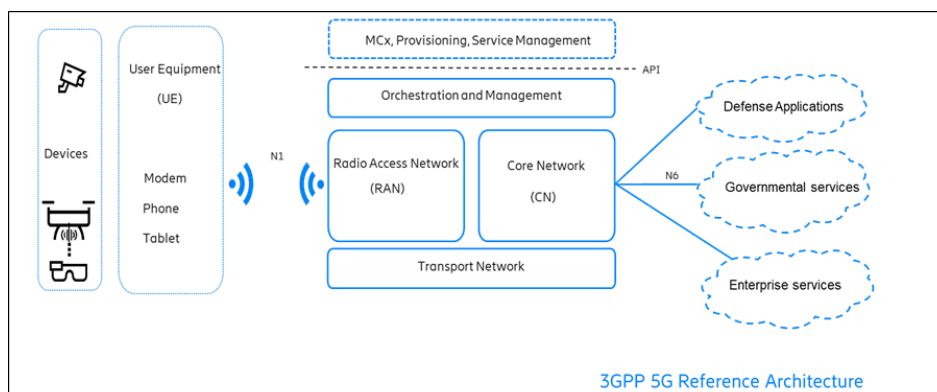 MCx, Provisioning, Service Management
API
User Equipment
(UE)
Orchestration and Management
Devices
Modem
Phone
Tablet
N1
Radio Access Network
(RAN)
Core Network
(CN)
Transport Network
N6
Defense Applications
Governmental services
Enterprise services
3GPP 5G Reference Architecture